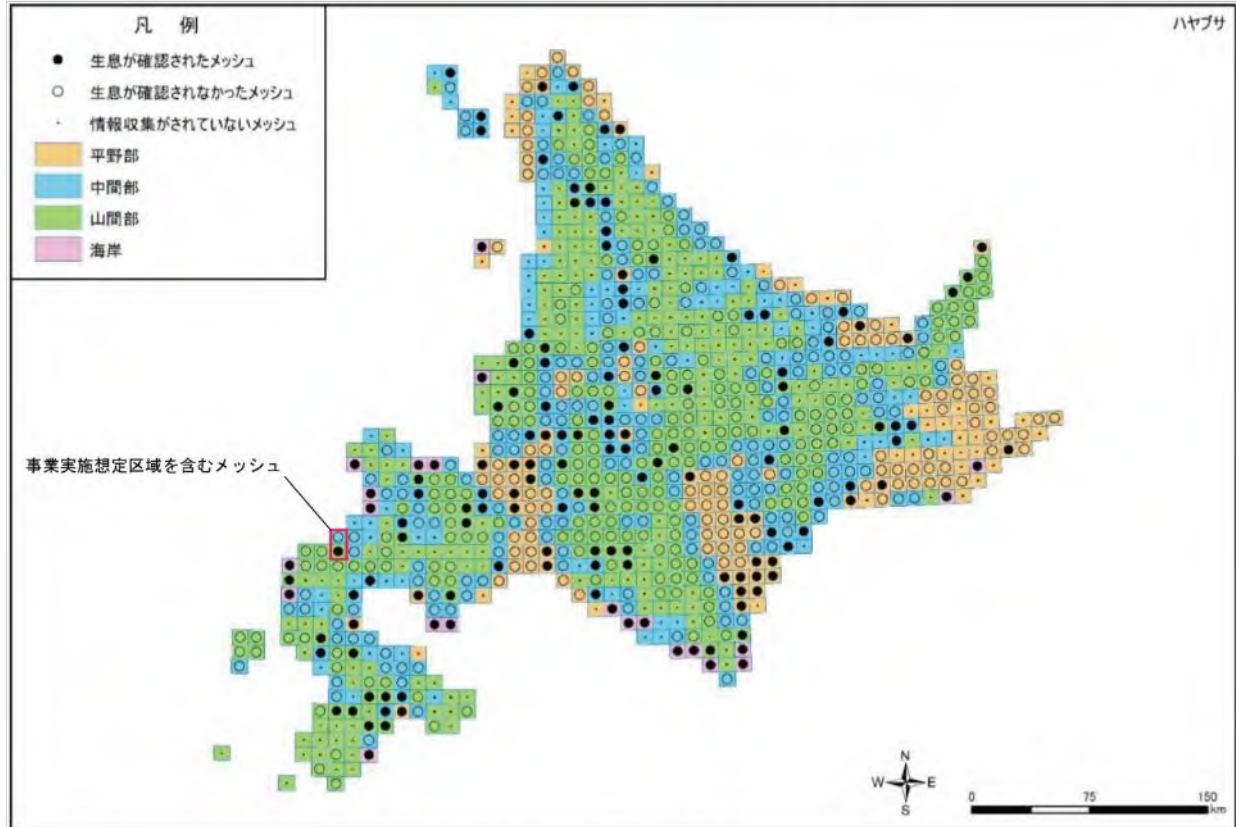 凡 例
ハヤブサ
生息が確認されたメッシュ
生息が確認されなかったメッシュ
情報収集がされていないメッシュ
平野部
中間部
山間部
海岸
事業実施想定区域を含むメッシュ
N
W E
S
0 75 150
km